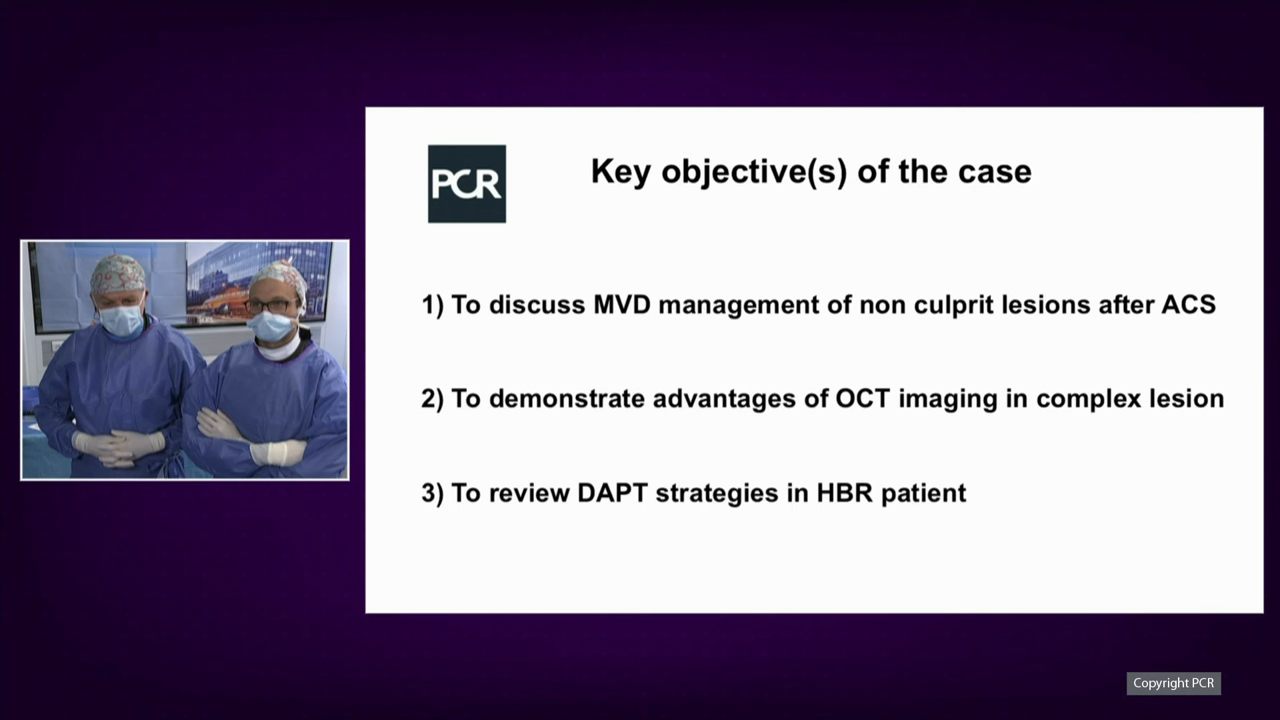 PCR
Key objective(s) of the case
1) To discuss MVD management of non culprit lesions after ACS
2) To demonstrate advantages of OCT imaging in complex lesion
3) To review DAPT strategies in HBR patient
Copyright PCR